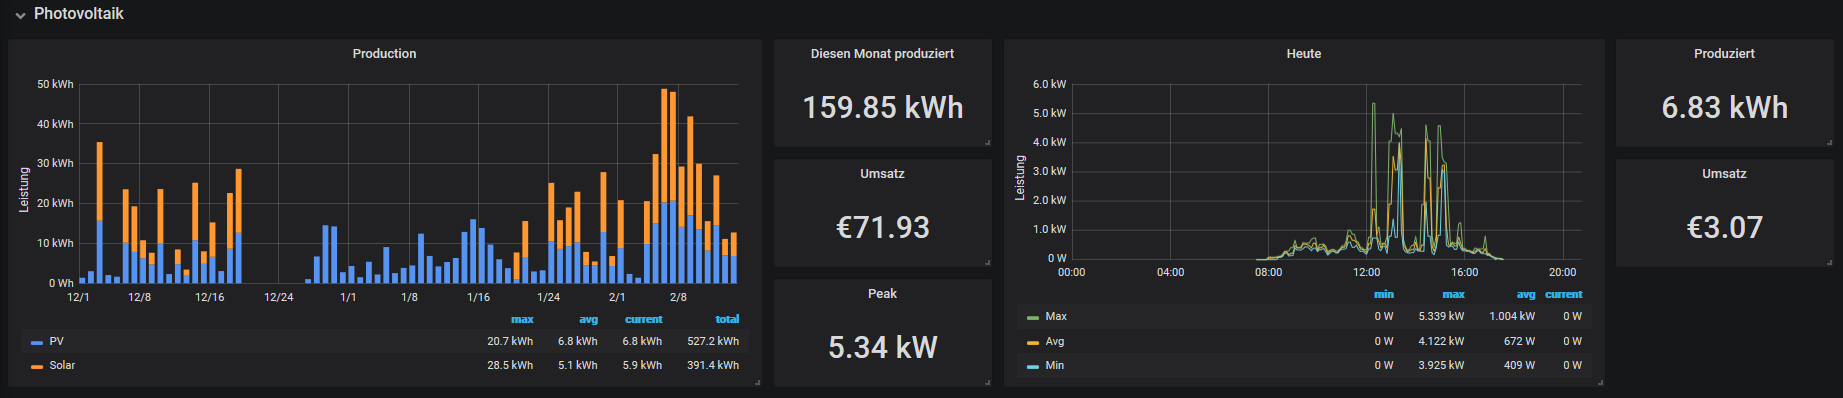 Photovoltaik
Production
Leistung
50 kWh
40 kWh
30 kWh
20 kWh
10 kWh
0 Wh
12/1 12/8 12/16 12/24 1/1 1/8 1/16 1/24 2/1 2/8
max avg current total
PV 20.7 kWh 6.8 kWh 6.8 kWh 527.2 kWh
Solar 28.5 kWh 5.1 kWh 5.9 kWh 391.4 kWh
Diesen Monat produziert
159.85 kWh
Umsatz
€71.93
Peak
5.34 kW
Heute
Leistung
6.0 kW
5.0 kW
4.0 kW
3.0 kW
2.0 kW
1.0 kW
0 W
00:00 04:00 08:00 12:00 16:00 20:00
min max avg current
Max 0 W 5.339 kW 1.004 kW 0 W
Avg 0 W 4.122 kW 672 W 0 W
Min 0 W 3.925 kW 409 W 0 W
Produziert
6.83 kWh
Umsatz
€3.07